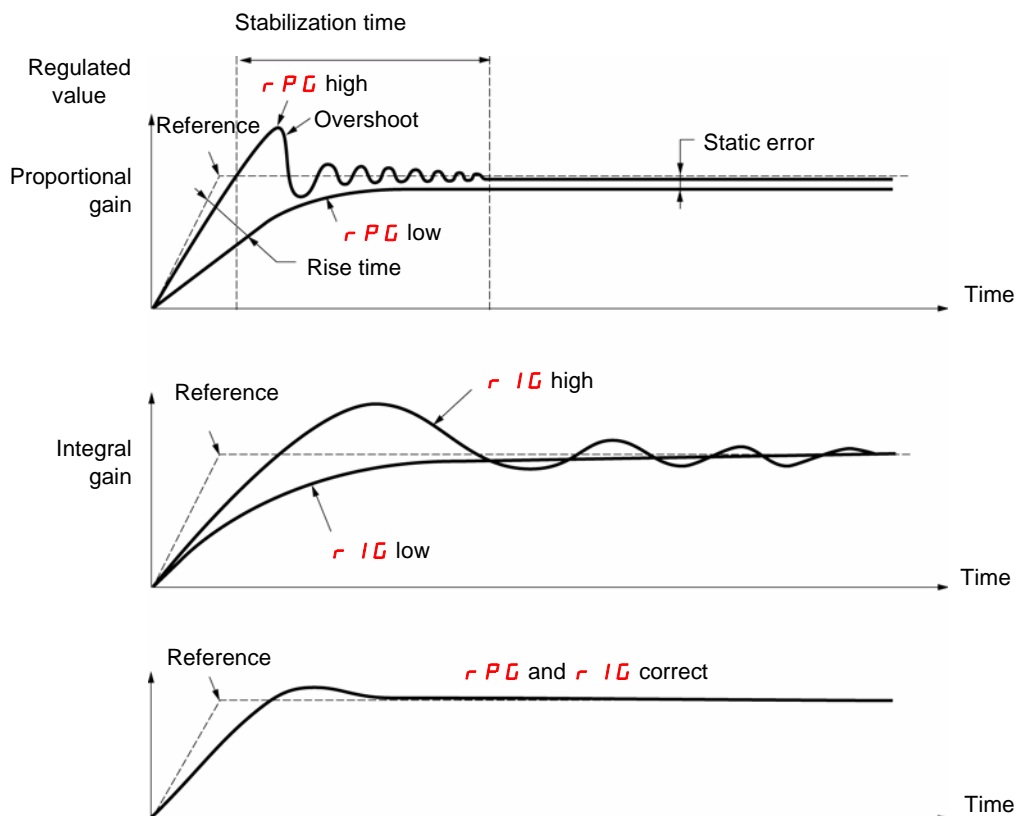 Stabilization time
Regulated
value
rPG high
Reference
Overshoot
Static error
Proportional
gain
rPG low
Rise time
Time
rIG high
Reference
Integral
gain
rIG low
Time
Reference
rPG and rIG correct
Time